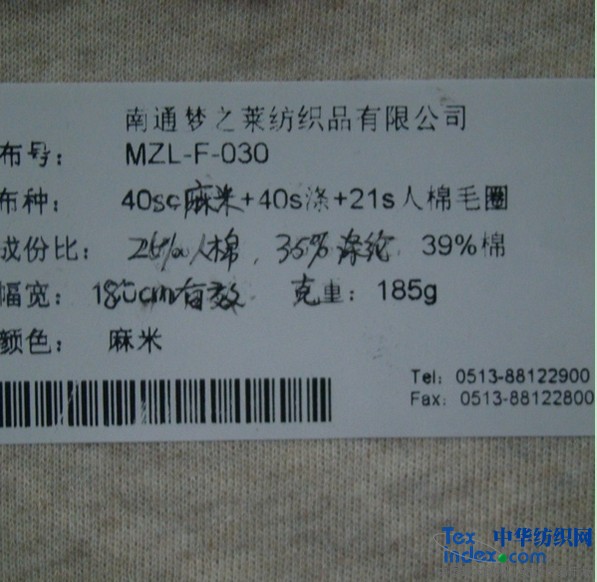 南通梦之莱纺织品有限公司
布号： MZL-F-030
布种： 40sc麻米+40s涤+21s人棉毛圈
成份比： 26%人棉，35%涤纶 39%棉
幅宽： 180cm有效 克重： 185g
颜色： 麻米
Tel： 0513-88122900
Fax： 0513-88122800
Tex 中华纺织网
index.com